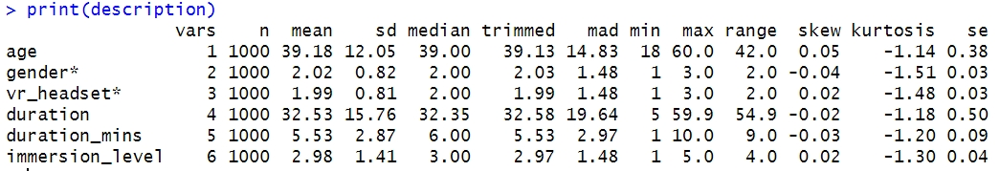 > print(description)
vars n mean sd median trimmed mad min max range skew kurtosis se
age 1 1000 39.18 12.05 39.00 39.13 14.83 18 60.0 42.0 0.05 -1.14 0.38
gender* 2 1000 2.02 0.82 2.00 2.03 1.48 1 3.0 2.0 -0.04 -1.51 0.03
vr_headset* 3 1000 1.99 0.81 2.00 1.99 1.48 1 3.0 2.0 0.02 -1.48 0.03
duration 4 1000 32.53 15.76 32.35 32.58 19.64 5 59.9 54.9 -0.02 -1.18 0.50
duration_mins 5 1000 5.53 2.87 6.00 5.53 2.97 1 10.0 9.0 -0.03 -1.20 0.09
immersion_level 6 1000 2.98 1.41 3.00 2.97 1.48 1 5.0 4.0 0.02 -1.30 0.04